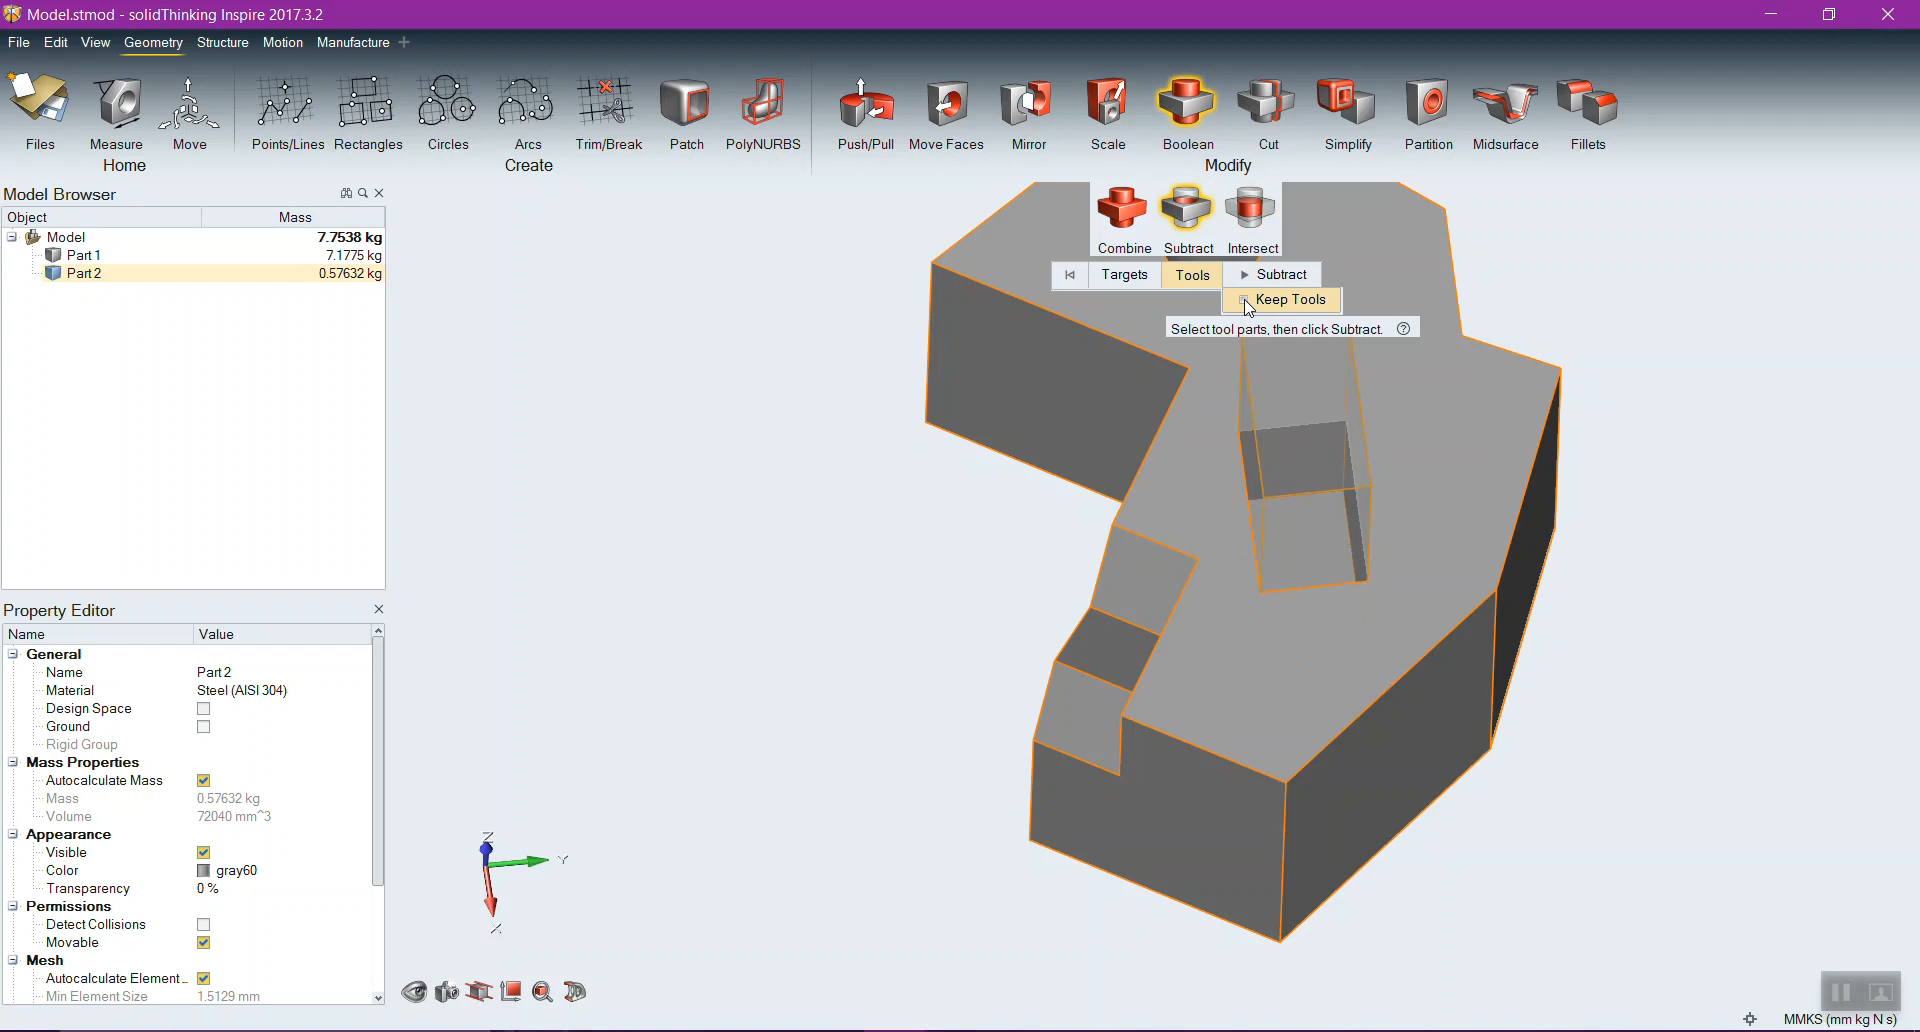 Model.stmod - solidThinking Inspire 2017.3.2
File Edit View Geometry Structure Motion Manufacture
Files Measure Move Points/Lines Rectangles Circles Arcs Trim/Break Patch PolyNURBS Push/Pull Move Faces Mirror Scale Boolean Cut Simplify Partition Midsurface Fillets
Home Create Modify
Model Browser
Object Mass
Model 7.7538 kg
Part 1 7.1775 kg
Part 2 0.57632 kg
Combine Subtract Intersect
Targets Tools Subtract
Keep Tools
Select tool parts, then click Subtract. ?
Property Editor
Name Value
General
Name Part 2
Material Steel (AISI 304)
Design Space
Ground
Rigid Group
Mass Properties
Autocalculate Mass
Mass 0.57632 kg
Volume 72040 mm^3
Appearance
Visible
Color gray60
Transparency 0 %
Permissions
Detect Collisions
Movable
Mesh
Autocalculate Element...
Min Element Size 1.5129 mm
Z
Y
X
MMKS (mm kg N s)